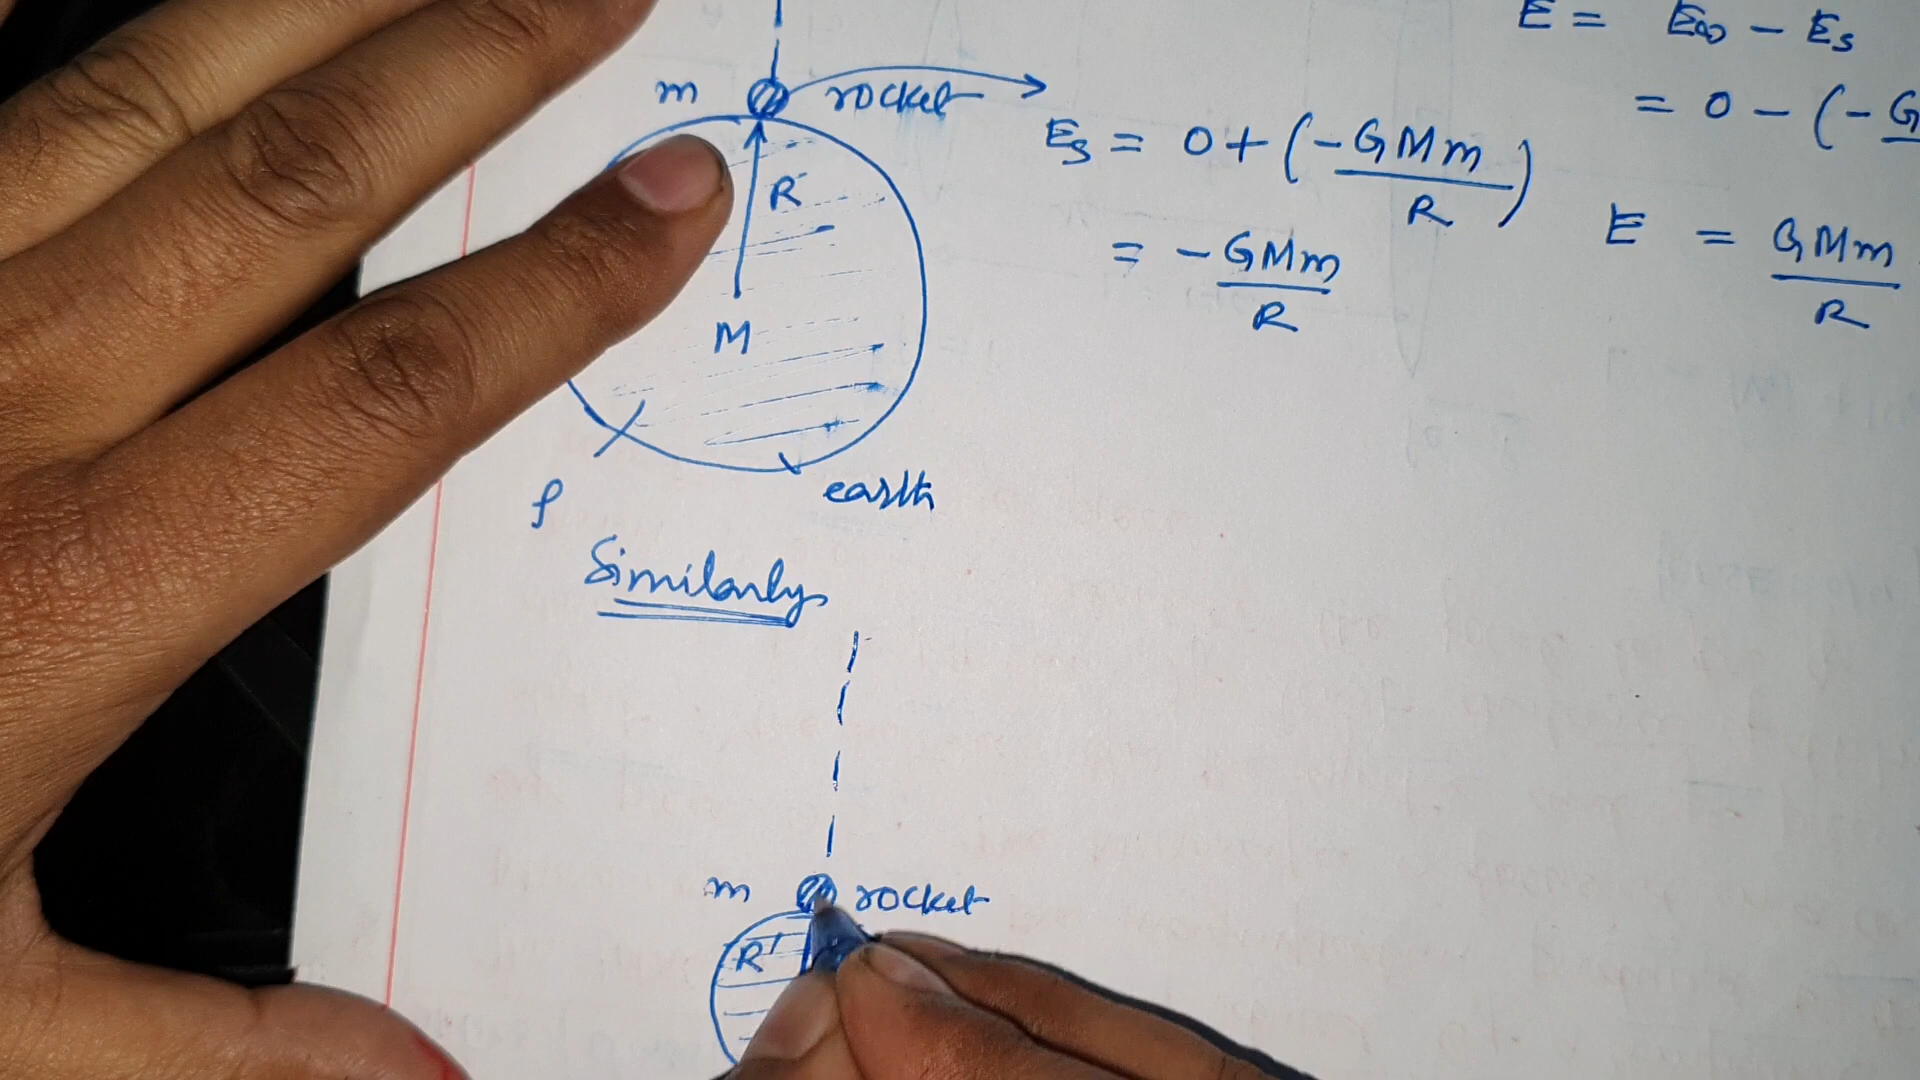 E = E∞ - Es
= 0 - (- G
m rocket
Es = 0 + (- GMm / R)
R
= - GMm / R
E = GMm / R
M
ρ
earth
Similarly
m rocket
R'